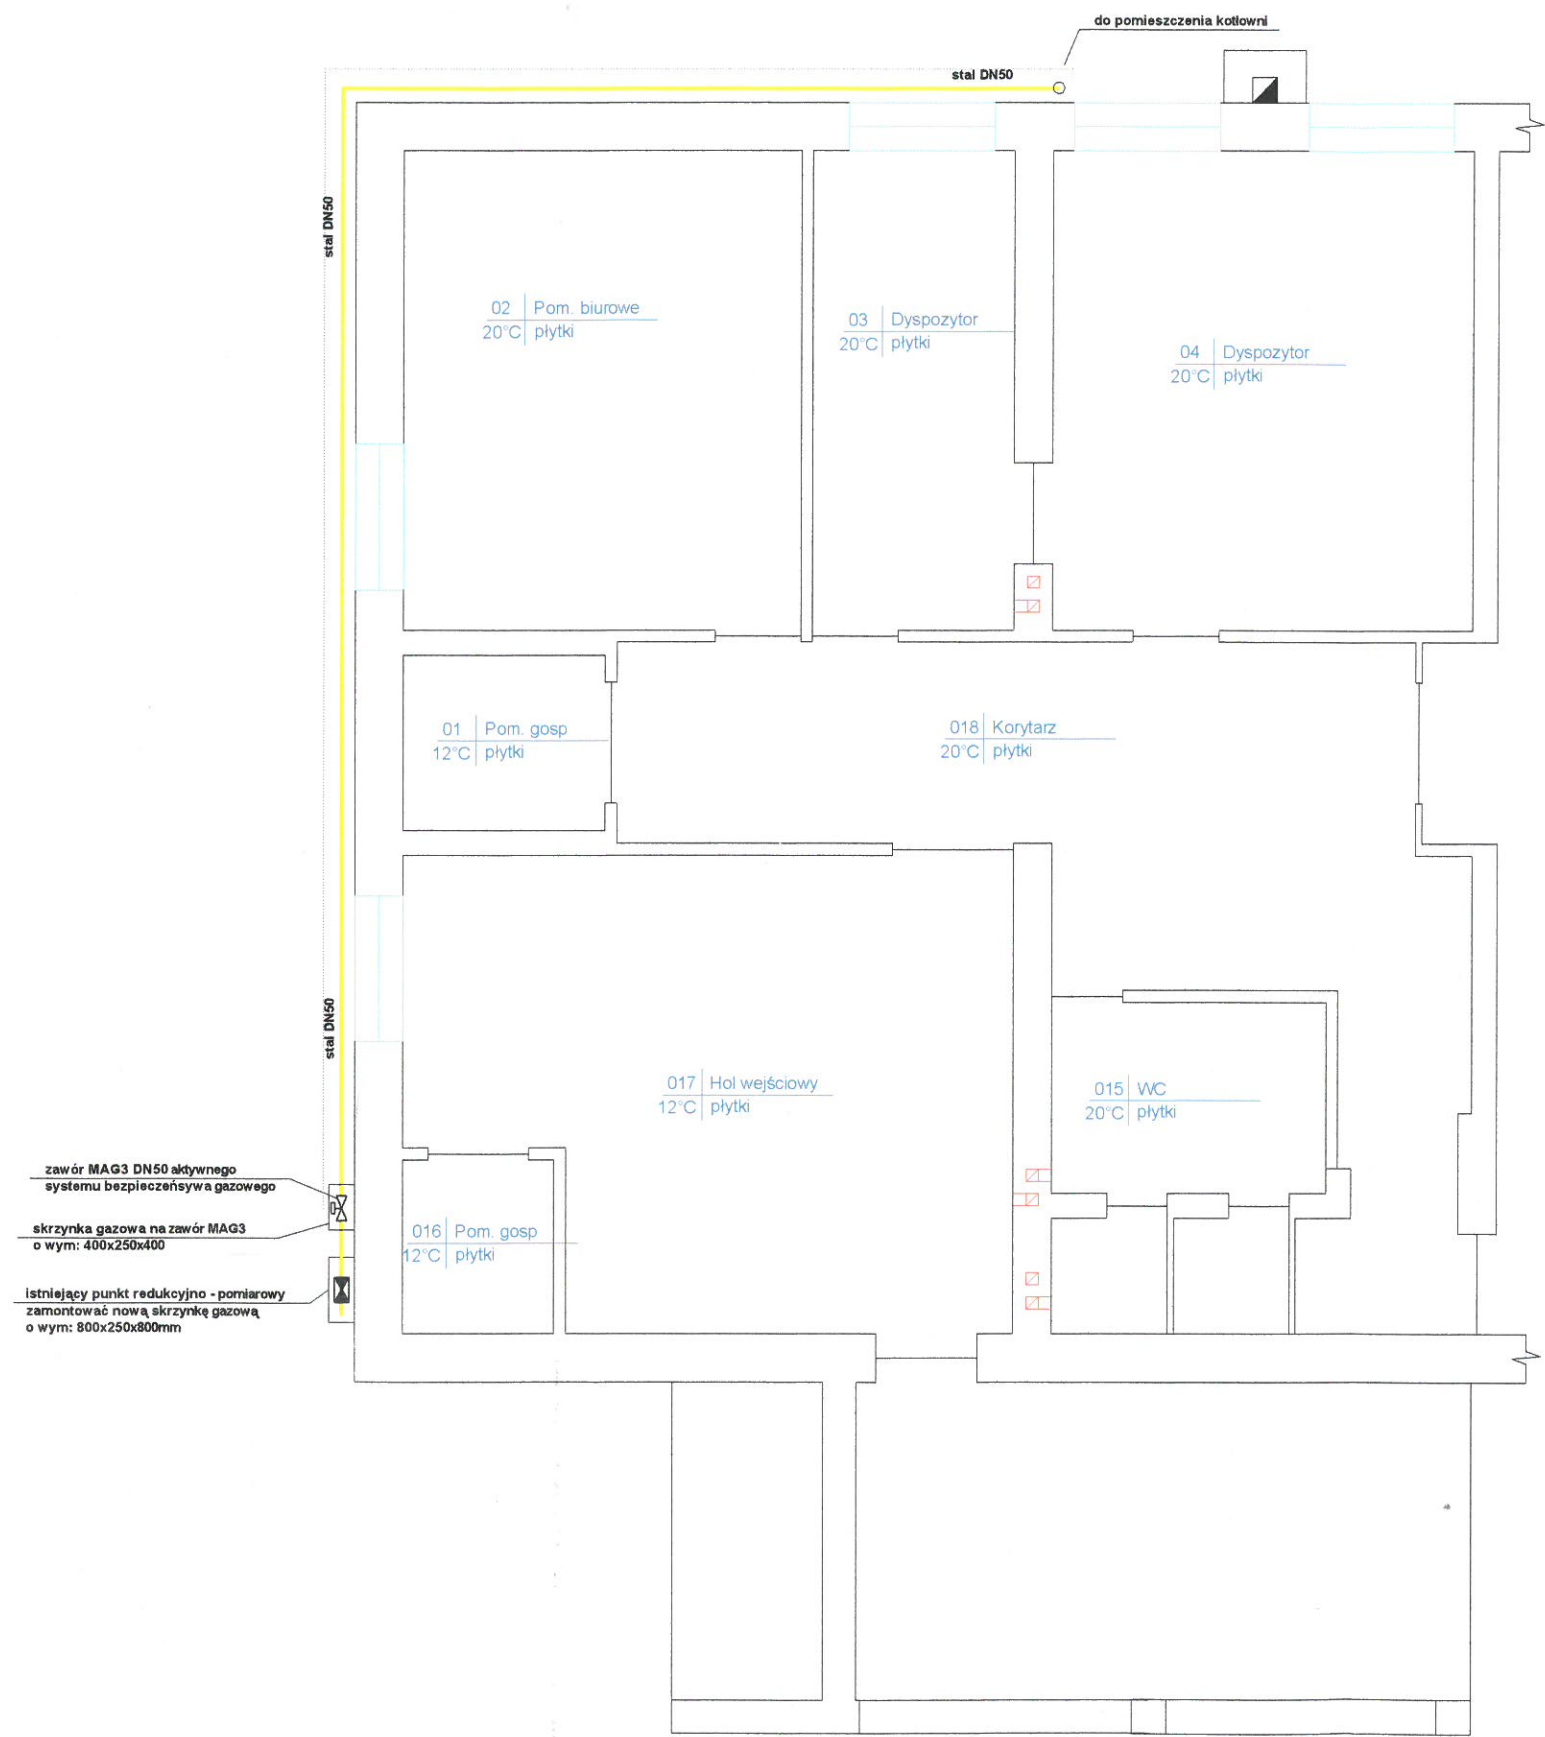 do pomieszczenia kotłowni
stal DN50
stal DN50
02 Pom. biurowe
20°C płytki
03 Dyspozytor
20°C płytki
04 Dyspozytor
20°C płytki
01 Pom. gosp
12°C płytki
018 Korytarz
20°C płytki
stal DN50
017 Hol wejściowy
12°C płytki
015 WC
20°C płytki
zawór MAG3 DN50 aktywnego
systemu bezpieczeńsywa gazowego
skrzynka gazowa na zawór MAG3
o wym: 400x250x400
016 Pom. gosp
12°C płytki
istniejący punkt redukcyjno - pomiarowy
zamontować nową skrzynkę gazową
o wym: 800x250x800mm